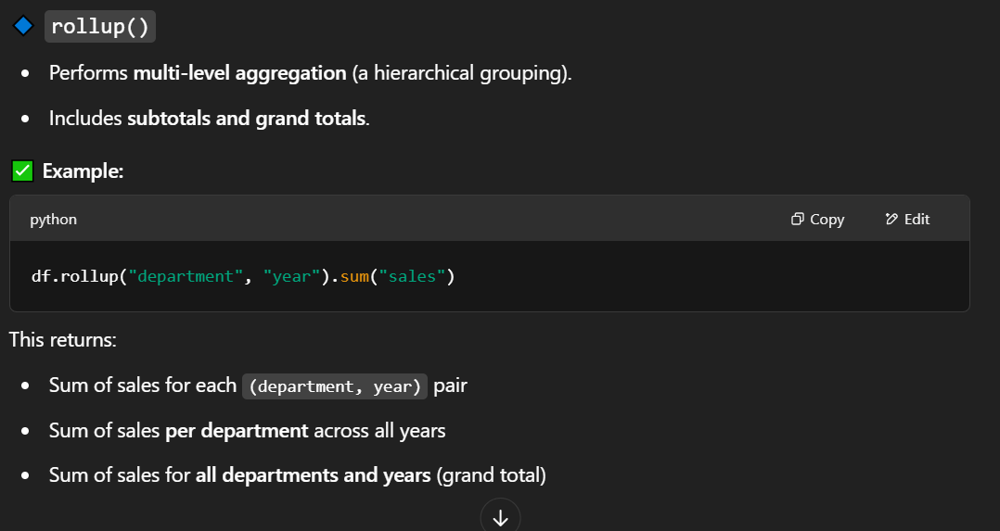 rollup()
Performs multi-level aggregation (a hierarchical grouping).
Includes subtotals and grand totals.
Example:
python Copy Edit
df.rollup("department", "year").sum("sales")
This returns:
Sum of sales for each (department, year) pair
Sum of sales per department across all years
Sum of sales for all departments and years (grand total)